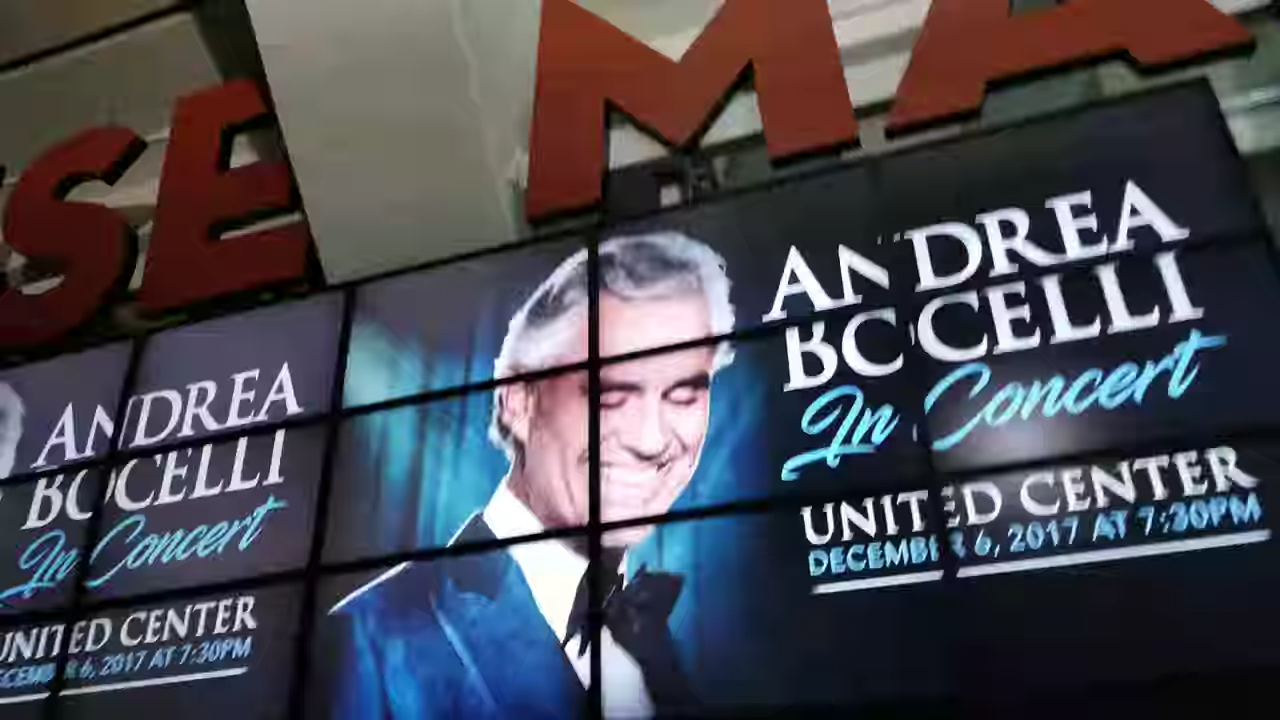 SE MA
ANDREA
BOCELLI
In Concert
UNITED CENTER
DECEMBER 6, 2017 AT 7:30PM
ANDREA
BOCELLI
In Concert
UNITED CENTER
DECEMBER 6, 2017 AT 7:30PM